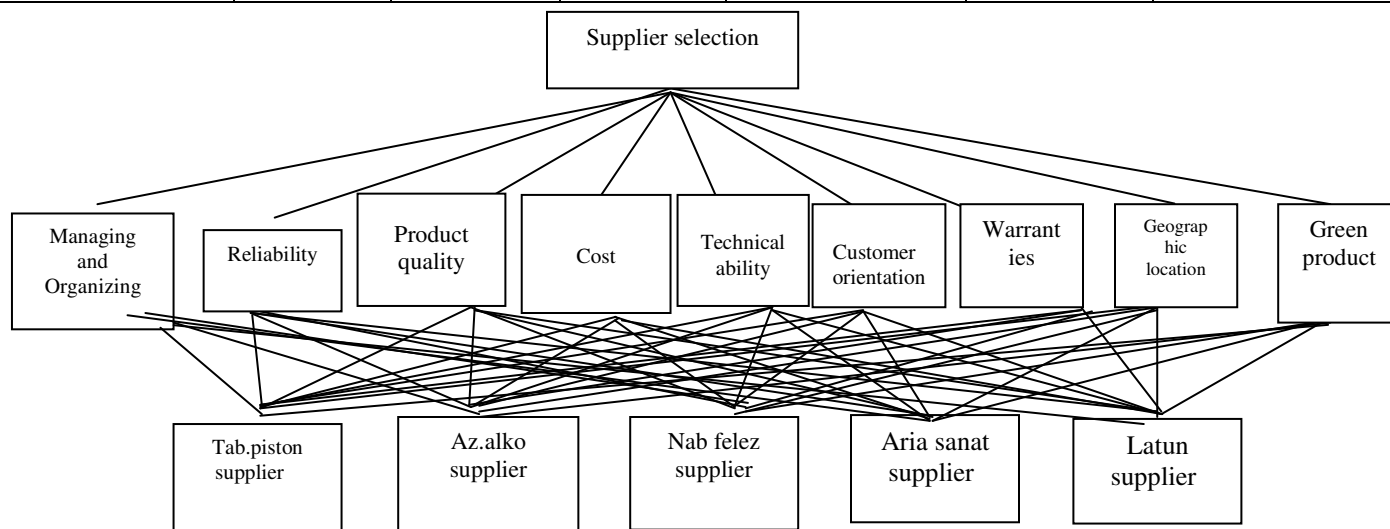 Supplier selection
Managing
and
Organizing
Reliability
Product
quality
Cost
Technical
ability
Customer
orientation
Warrant
ies
Geograp
hic
location
Green
product
Tab.piston
supplier
Az.alko
supplier
Nab felez
supplier
Aria sanat
supplier
Latun
supplier